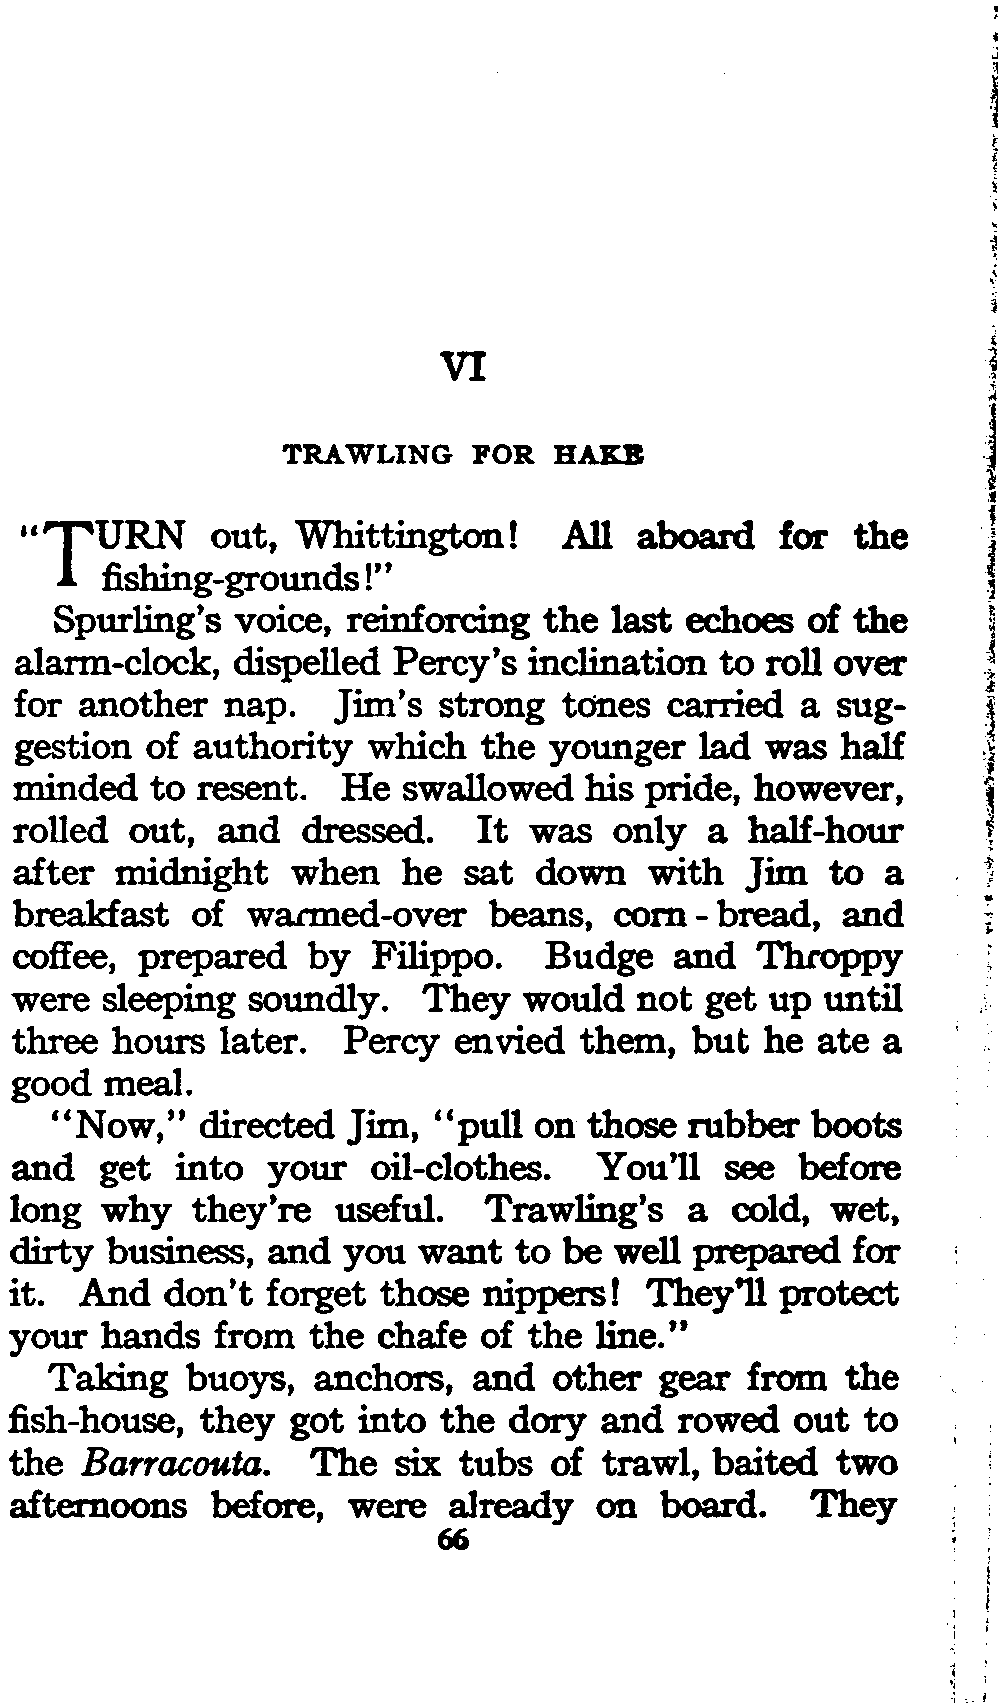 VI
TRAWLING FOR HAKE
"TURN out, Whittington! All aboard for the
fishing-grounds!"
Spurling's voice, reinforcing the last echoes of the
alarm-clock, dispelled Percy's inclination to roll over
for another nap. Jim's strong tones carried a sug-
gestion of authority which the younger lad was half
minded to resent. He swallowed his pride, however,
rolled out, and dressed. It was only a half-hour
after midnight when he sat down with Jim to a
breakfast of warmed-over beans, corn-bread, and
coffee, prepared by Filippo. Budge and Throppy
were sleeping soundly. They would not get up until
three hours later. Percy envied them, but he ate a
good meal.
"Now," directed Jim, "pull on those rubber boots
and get into your oil-clothes. You'll see before
long why they're useful. Trawling's a cold, wet,
dirty business, and you want to be well prepared for
it. And don't forget those nippers! They'll protect
your hands from the chafe of the line."
Taking buoys, anchors, and other gear from the
fish-house, they got into the dory and rowed out to
the Barracouta. The six tubs of trawl, baited two
afternoons before, were already on board. They
66